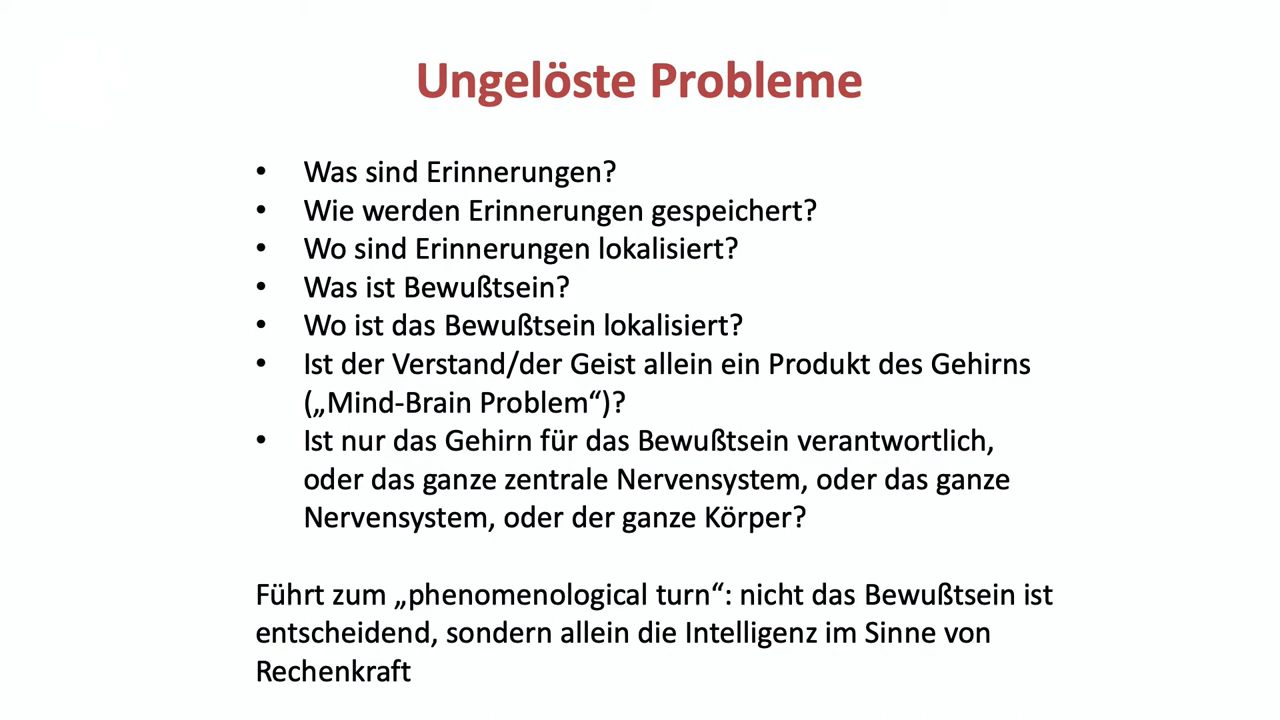 Ungelöste Probleme
• Was sind Erinnerungen?
• Wie werden Erinnerungen gespeichert?
• Wo sind Erinnerungen lokalisiert?
• Was ist Bewußtsein?
• Wo ist das Bewußtsein lokalisiert?
• Ist der Verstand/der Geist allein ein Produkt des Gehirns
(„Mind-Brain Problem“)?
• Ist nur das Gehirn für das Bewußtsein verantwortlich,
oder das ganze zentrale Nervensystem, oder das ganze
Nervensystem, oder der ganze Körper?
Führt zum „phenomenological turn“: nicht das Bewußtsein ist
entscheidend, sondern allein die Intelligenz im Sinne von
Rechenkraft